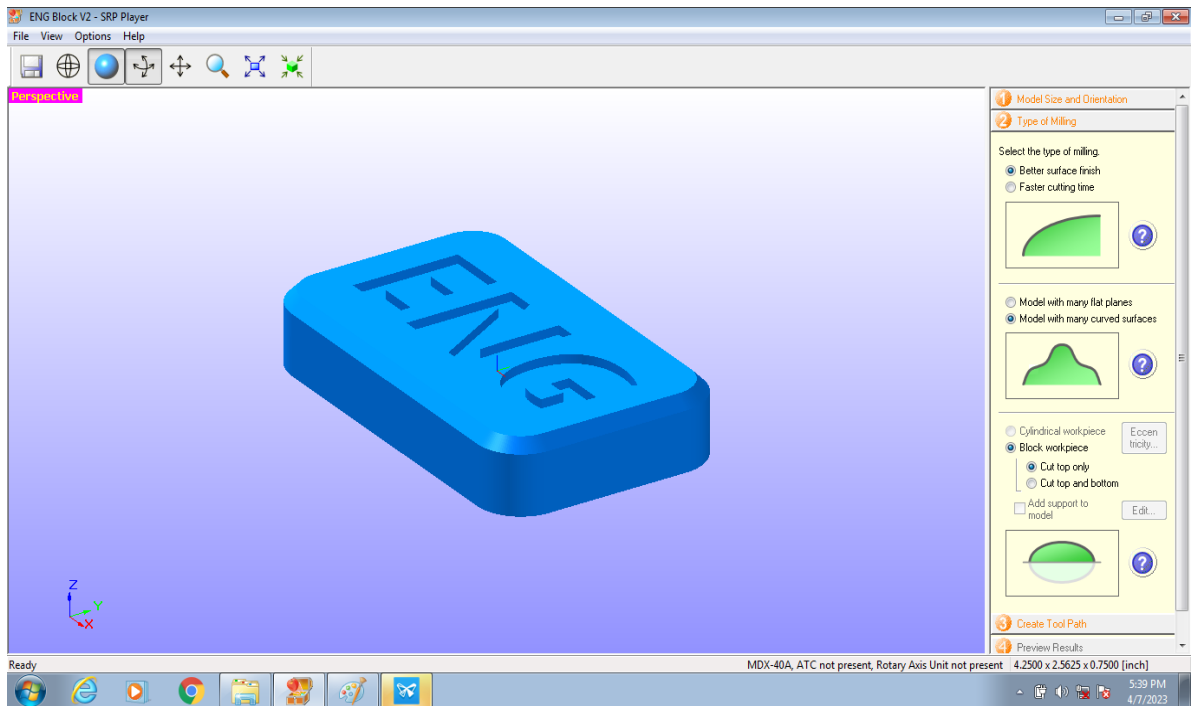 ENG Block V2 - SRP Player
File View Options Help
Perspective
1 Model Size and Orientation
2 Type of Milling
Select the type of milling.
Better surface finish
Faster cutting time
?
Model with many flat planes
Model with many curved surfaces
?
Cylindrical workpiece
Eccen
tricity...
Block workpiece
Cut top only
Cut top and bottom
Add support to
model
Edit...
?
3 Create Tool Path
4 Preview Results
ENG
Z
Y
X
Ready
MDX-40A, ATC not present, Rotary Axis Unit not present 4.2500 x 2.5625 x 0.7500 [inch]
5:39 PM
4/7/2023